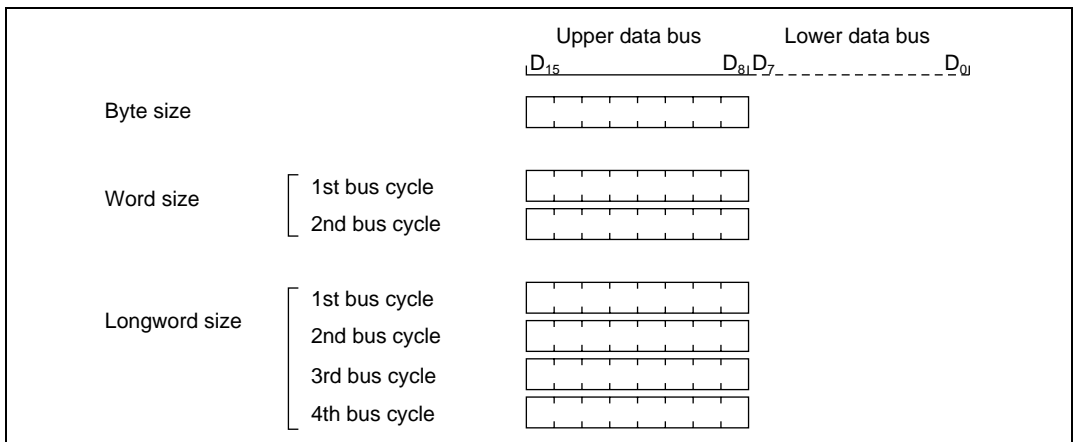 Upper data bus Lower data bus
D15 D8 D7 D0
Byte size
Word size
1st bus cycle
2nd bus cycle
Longword size
1st bus cycle
2nd bus cycle
3rd bus cycle
4th bus cycle